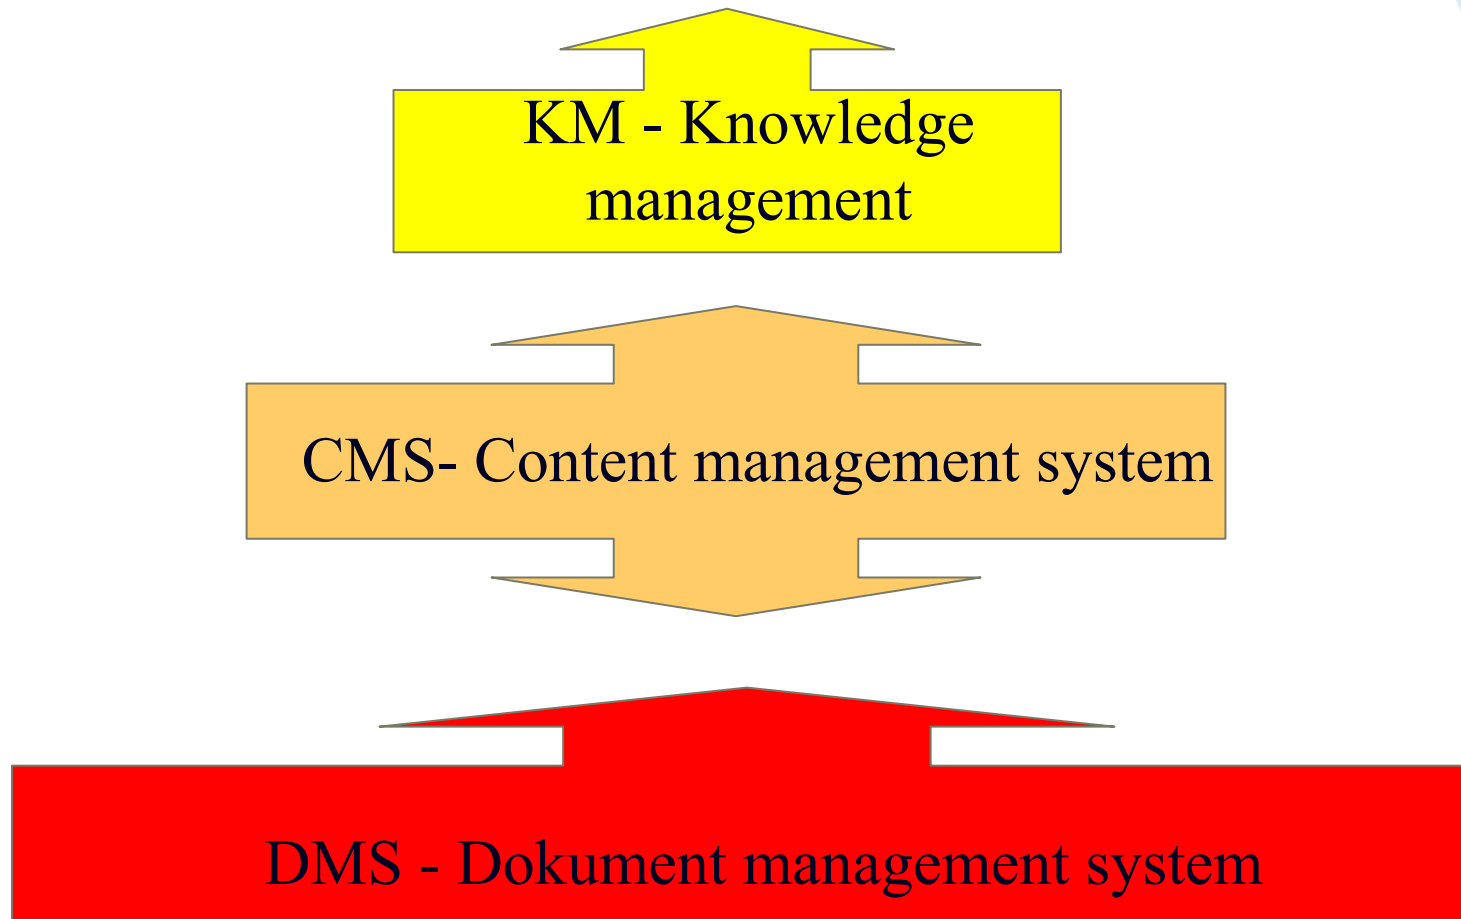 KM - Knowledge
management
CMS- Content management system
DMS - Dokument management system